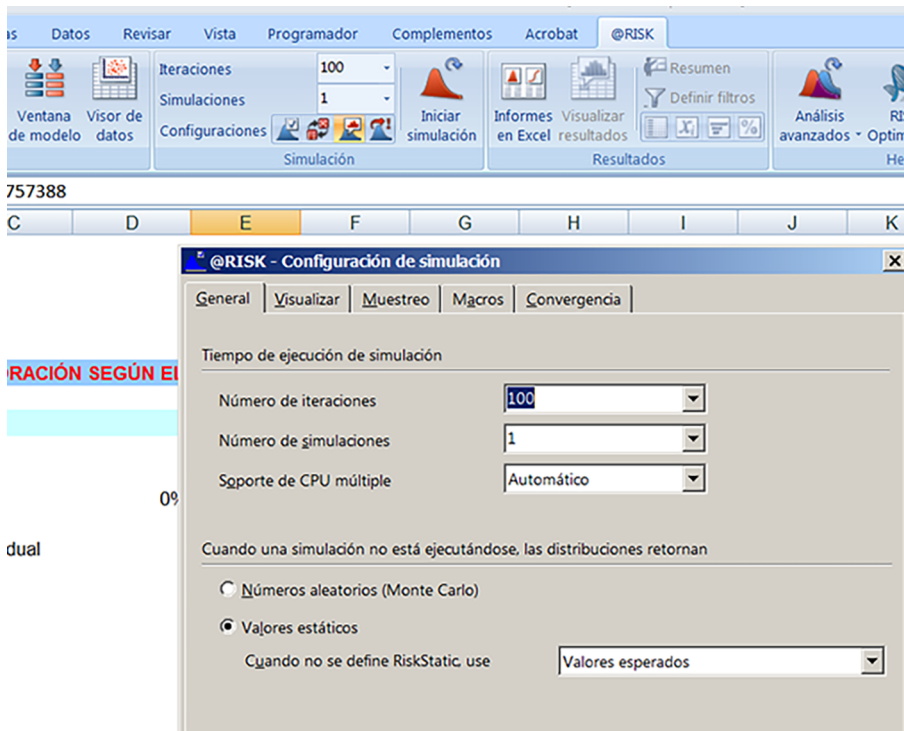 Datos Revisar Vista Programador Complementos Acrobat @RISK
Iteraciones 100
Simulaciones 1
Configuraciones
Ventana de modelo
Visor de datos
Iniciar simulación
Informes en Excel
Visualizar resultados
Resumen
Definir filtros
Análisis avanzados
Simulación
Resultados
757388
C D E F G H I J K
@RISK - Configuración de simulación
General Visualizar Muestreo Macros Convergencia
Tiempo de ejecución de simulación
ORACIÓN SEGÚN EL
Número de iteraciones 100
Número de simulaciones 1
Soporte de CPU múltiple Automático
0%
dual
Cuando una simulación no está ejecutándose, las distribuciones retornan
Números aleatorios (Monte Carlo)
Valores estáticos
Cuando no se define RiskStatic, use Valores esperados